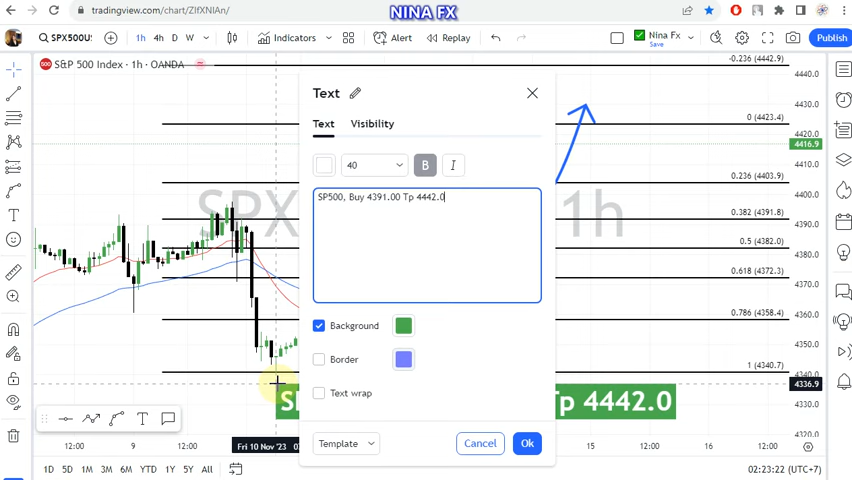 tradingview.com/chart/ZIfXNIAn/
NINA FX
SPX500U:
1h 4h D W
Indicators
Alert
Replay
Nina Fx
Save
Publish
S&P 500 Index · 1h · OANDA
SPX
1h
-0.236 (4442.9)
0 (4423.4)
0.236 (4403.9)
0.382 (4391.8)
0.5 (4382.0)
0.618 (4372.3)
0.786 (4358.4)
1 (4340.7)
4440.0
4430.0
4420.0
4416.9
4410.0
4400.0
4390.0
4380.0
4370.0
4360.0
4350.0
4340.0
4336.9
4330.0
4320.0
Text
Text Visibility
40 B I
SP500, Buy 4391.00 Tp 4442.0
Background
Border
Text wrap
Template Cancel Ok
Tp 4442.0
12:00 9 12:00 Fri 10 Nov '23 15 12:00 16 12:00
1D 5D 1M 3M 6M YTD 1Y 5Y All
02:23:22 (UTC+7)